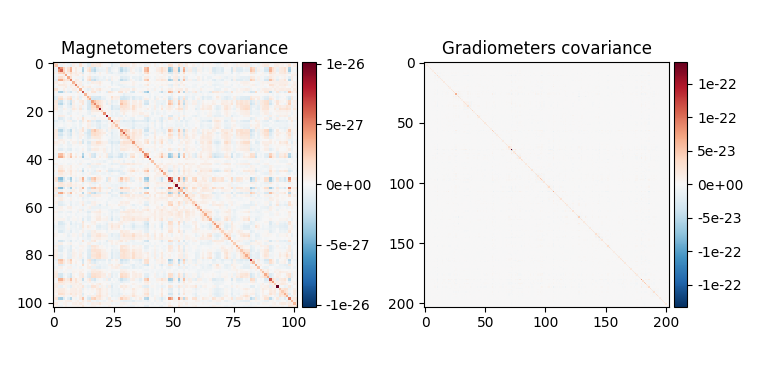 Magnetometers covariance
0
20
40
60
80
100
0
25
50
75
100
1e-26
5e-27
0e+00
-5e-27
-1e-26
Gradiometers covariance
0
50
100
150
200
0
50
100
150
200
1e-22
1e-22
5e-23
0e+00
-5e-23
-1e-22
-1e-22